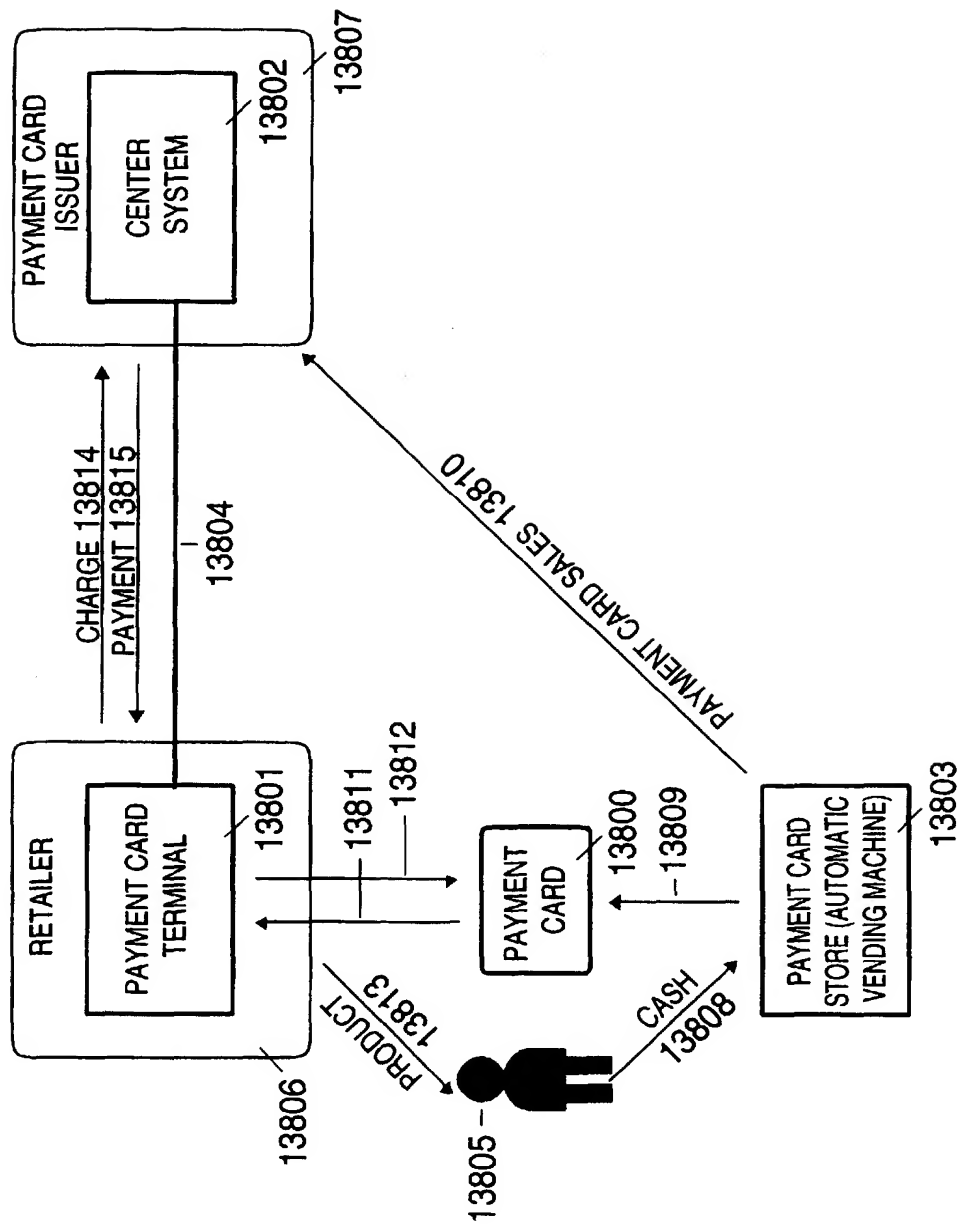 RETAILER
PAYMENT CARD
TERMINAL
13801
13806
CHARGE 13814
PAYMENT 13815
13804
PAYMENT CARD
ISSUER
CENTER
SYSTEM
13802
13807
13811
13812
PRODUCT
13813
13805
PAYMENT
CARD
13800
13809
CASH
13808
PAYMENT CARD SALES 13810
PAYMENT CARD
STORE (AUTOMATIC
VENDING MACHINE)
13803